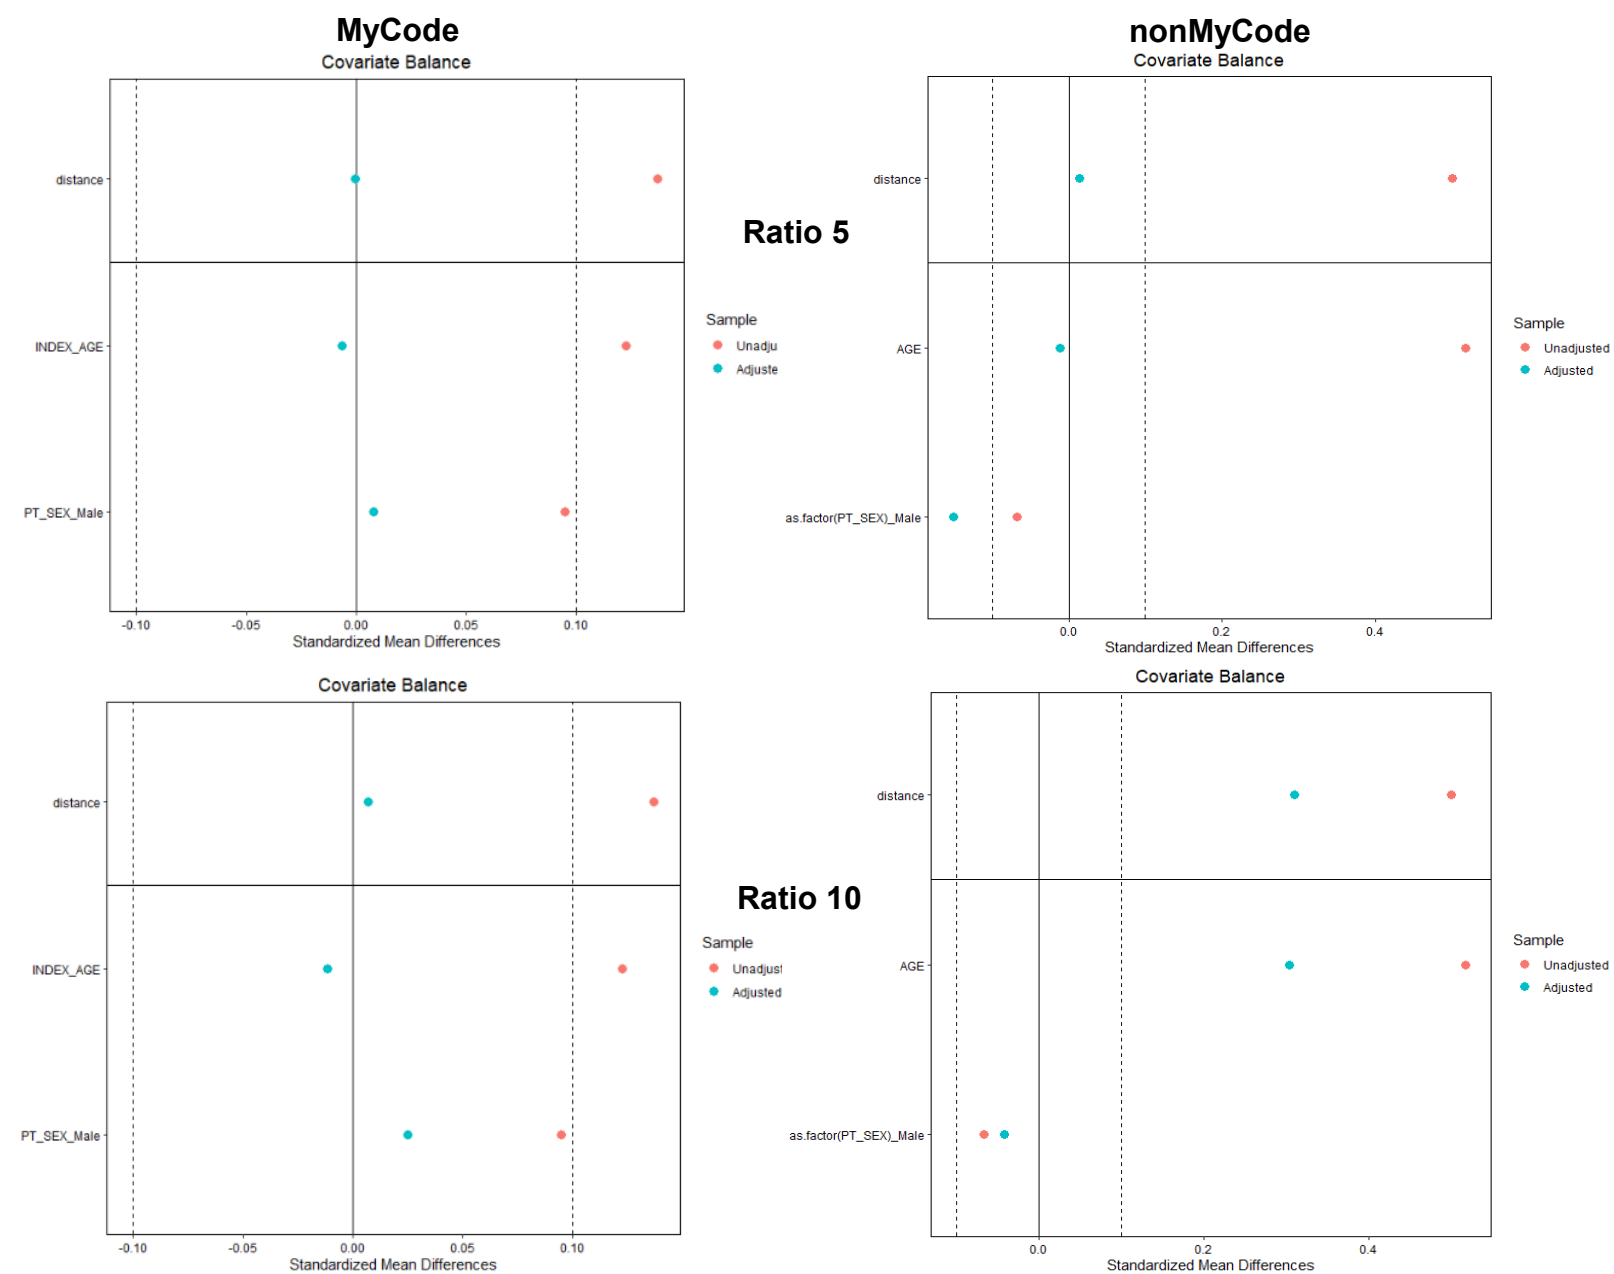 MyCode
Covariate Balance
distance
INDEX_AGE
PT_SEX_Male
-0.10 -0.05 0.00 0.05 0.10
Standardized Mean Differences
Sample
Unadju
Adjuste
nonMyCode
Covariate Balance
distance
AGE
as.factor(PT_SEX)_Male
0.0 0.2 0.4
Standardized Mean Differences
Sample
Unadjusted
Adjusted
Ratio 5
Covariate Balance
distance
INDEX_AGE
PT_SEX_Male
-0.10 -0.05 0.00 0.05 0.10
Standardized Mean Differences
Sample
Unadjust
Adjusted
Covariate Balance
distance
AGE
as.factor(PT_SEX)_Male
0.0 0.2 0.4
Standardized Mean Differences
Sample
Unadjusted
Adjusted
Ratio 10